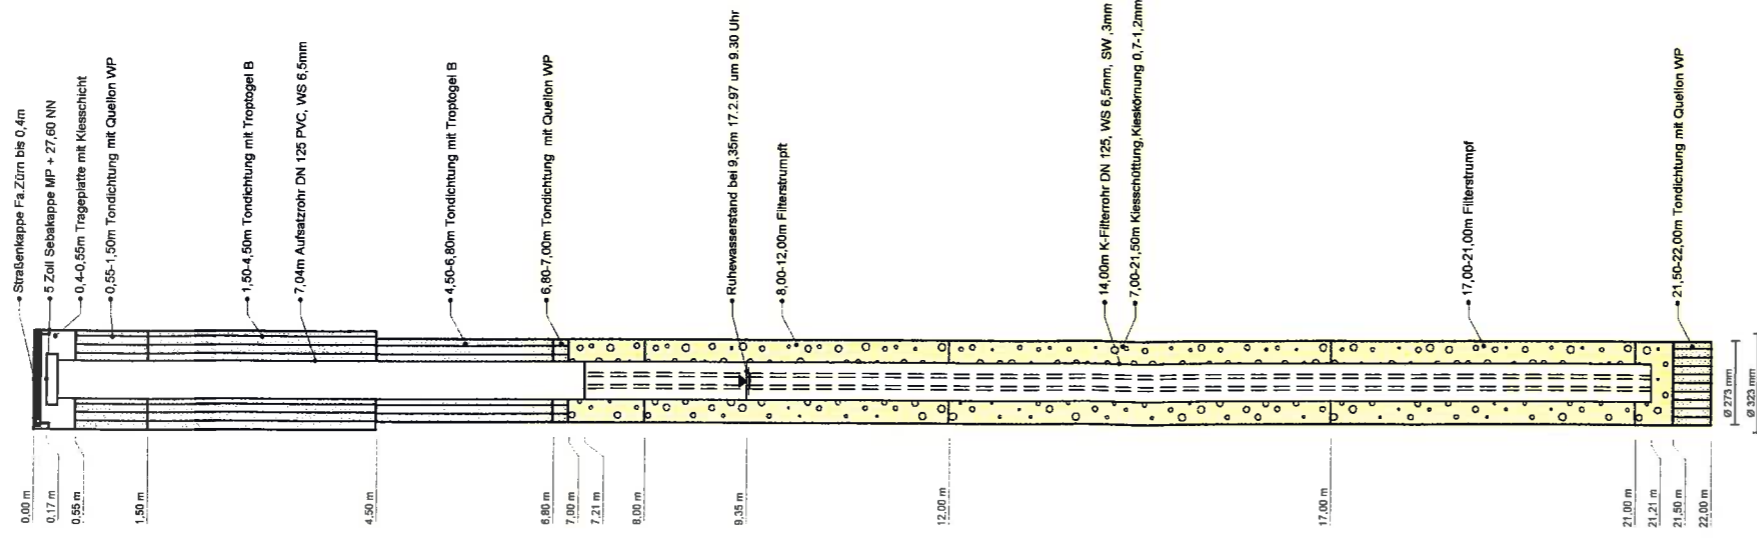 Straßenkappe Fa.Zürn bis 0,4m
5 Zoll Sebakappe MP + 27,60 NN
0,4-0,55m Trageplatte mit Kiesschicht
0,55-1,50m Tondichtung mit Quellon WP
1,50-4,50m Tondichtung mit Troptogel B
7,04m Aufsatzrohr DN 125 PVC, WS 6,5mm
4,50-6,80m Tondichtung mit Troptogel B
6,80-7,00m Tondichtung mit Quellon WP
Ruhewasserstand bei 9,35m 17.2.97 um 9.30 Uhr
8,00-12,00m Filterstrumpft
14,00m K-Filterrohr DN 125, WS 6,5mm, SW ,3mm
7,00-21,50m Kiesschüttung,Kieskörnung 0,7-1,2mm
17,00-21,00m Filterstrumpf
21,50-22,00m Tondichtung mit Quellon WP
0,00 m
0,17 m
0,55 m
1,50 m
4,50 m
6,80 m
7,00 m
7,21 m
8,00 m
9,35 m
12,00 m
17,00 m
21,00 m
21,21 m
21,50 m
22,00 m
Ø 273 mm
Ø 323 mm